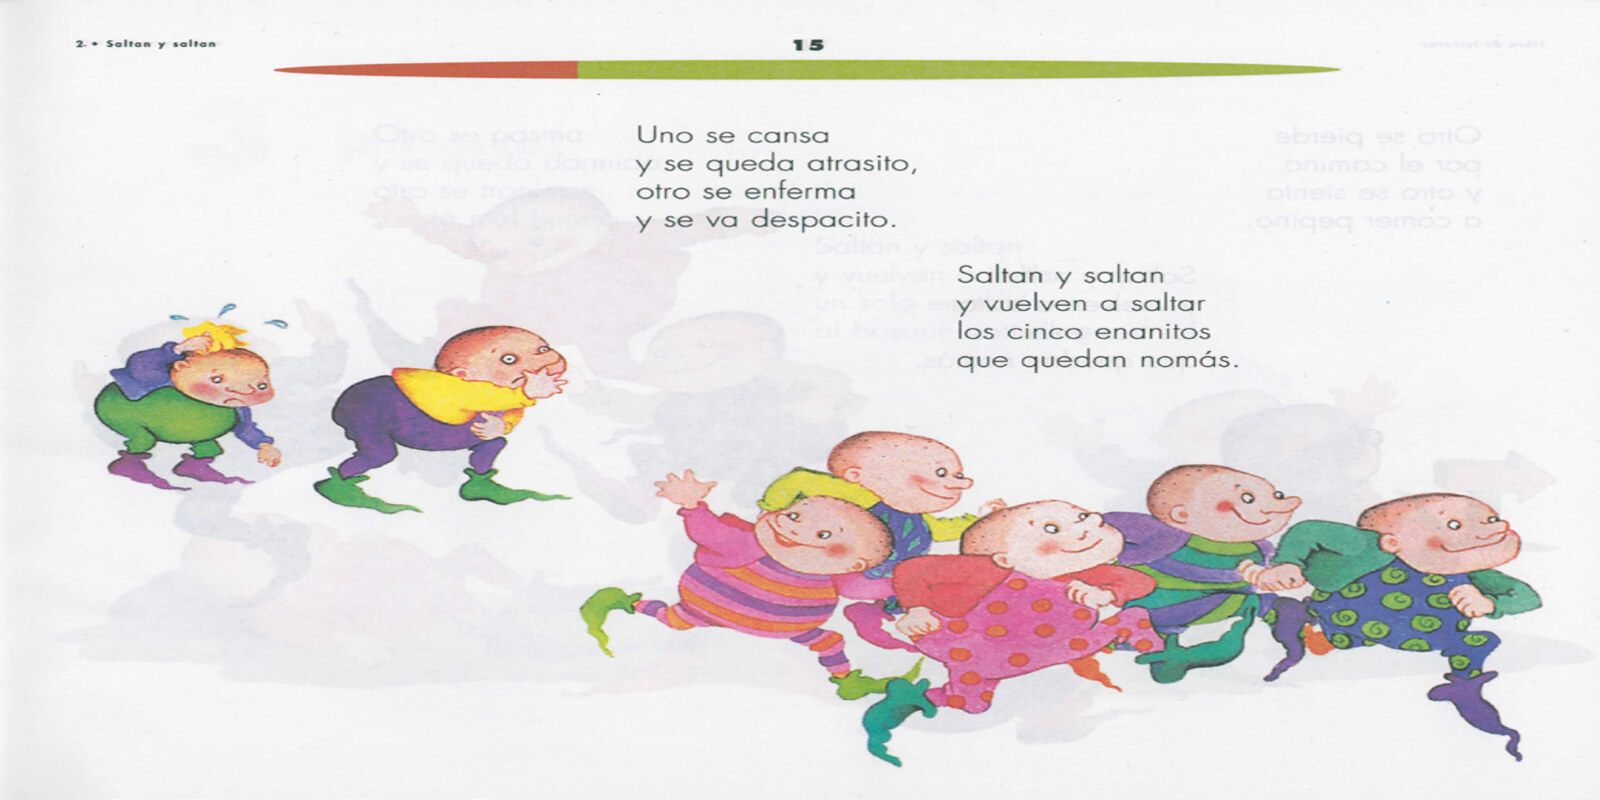 2. • Saltan y saltan
15
Uno se cansa
y se queda atrasito,
otro se enferma
y se va despacito.
Saltan y saltan
y vuelven a saltar
los cinco enanitos
que quedan nomás.